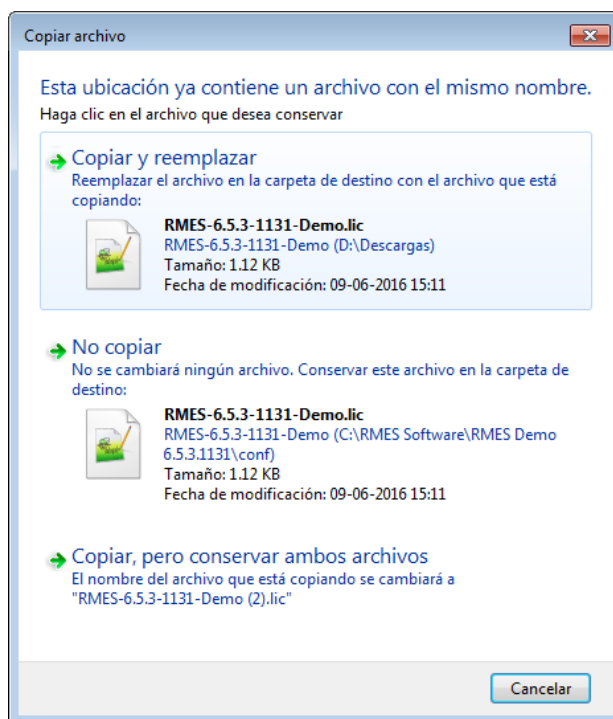 Copiar archivo
Esta ubicación ya contiene un archivo con el mismo nombre.
Haga clic en el archivo que desea conservar
Copiar y reemplazar
Reemplazar el archivo en la carpeta de destino con el archivo que está
copiando:
RMES-6.5.3-1131-Demo.lic
RMES-6.5.3-1131-Demo (D:\Descargas)
Tamaño: 1.12 KB
Fecha de modificación: 09-06-2016 15:11
No copiar
No se cambiará ningún archivo. Conservar este archivo en la carpeta de
destino:
RMES-6.5.3-1131-Demo.lic
RMES-6.5.3-1131-Demo (C:\RMES Software\RMES Demo
6.5.3.1131\conf)
Tamaño: 1.12 KB
Fecha de modificación: 09-06-2016 15:11
Copiar, pero conservar ambos archivos
El nombre del archivo que está copiando se cambiará a
"RMES-6.5.3-1131-Demo (2).lic"
Cancelar